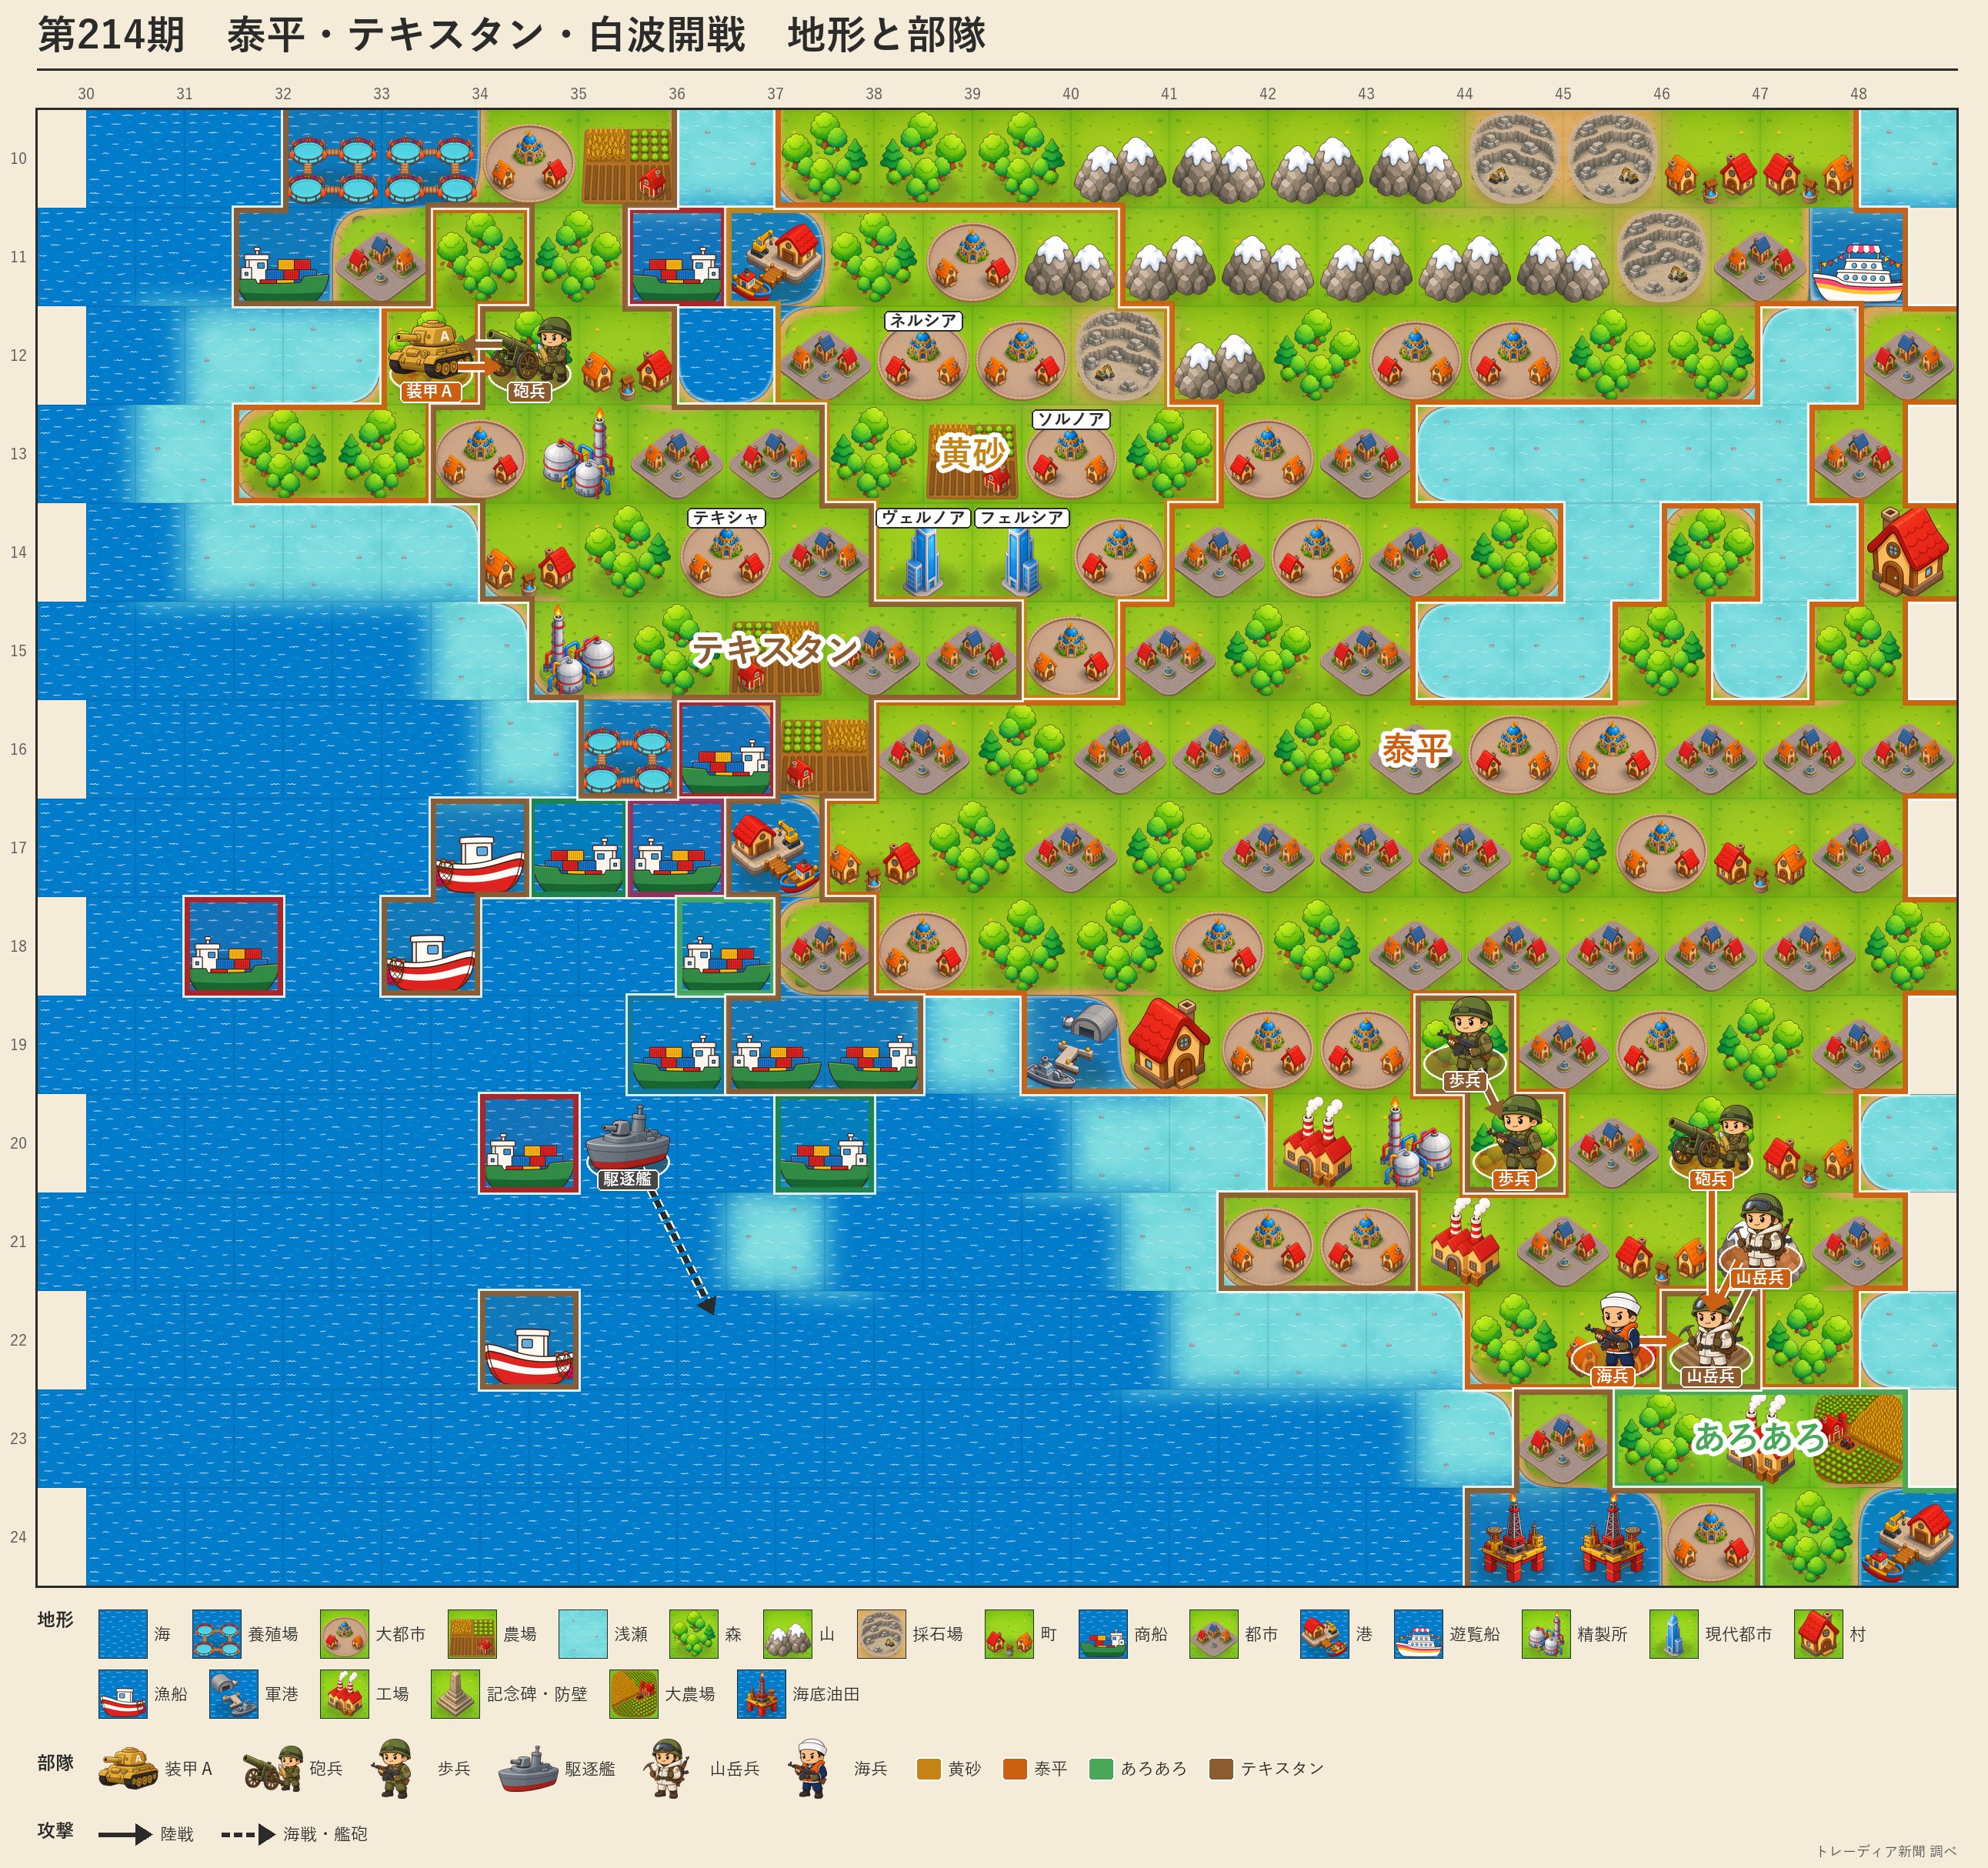 第214期　泰平・テキスタン・白波開戦　地形と部隊
30 31 32 33 34 35 36 37 38 39 40 41 42 43 44 45 46 47 48
10
11
12
ネルシア
A
装甲A 砲兵
13
ソルノア
黄砂
14
テキシャ ヴェルノア フェルシア
15
テキスタン
16
泰平
17
18
19
歩兵
20
駆逐艦 歩兵 砲兵
21
山岳兵
22
海兵 山岳兵
23
あろあろ
24
地形 海 養殖場 大都市 農場 浅瀬 森 山 採石場 町 商船 都市 港 遊覧船 精製所 現代都市 村
漁船 軍港 工場 記念碑・防壁 大農場 海底油田
部隊 A 装甲A 砲兵 歩兵 駆逐艦 山岳兵 海兵 黄砂 泰平 あろあろ テキスタン
攻撃 陸戦 海戦・艦砲
トレーディア新聞 調べ